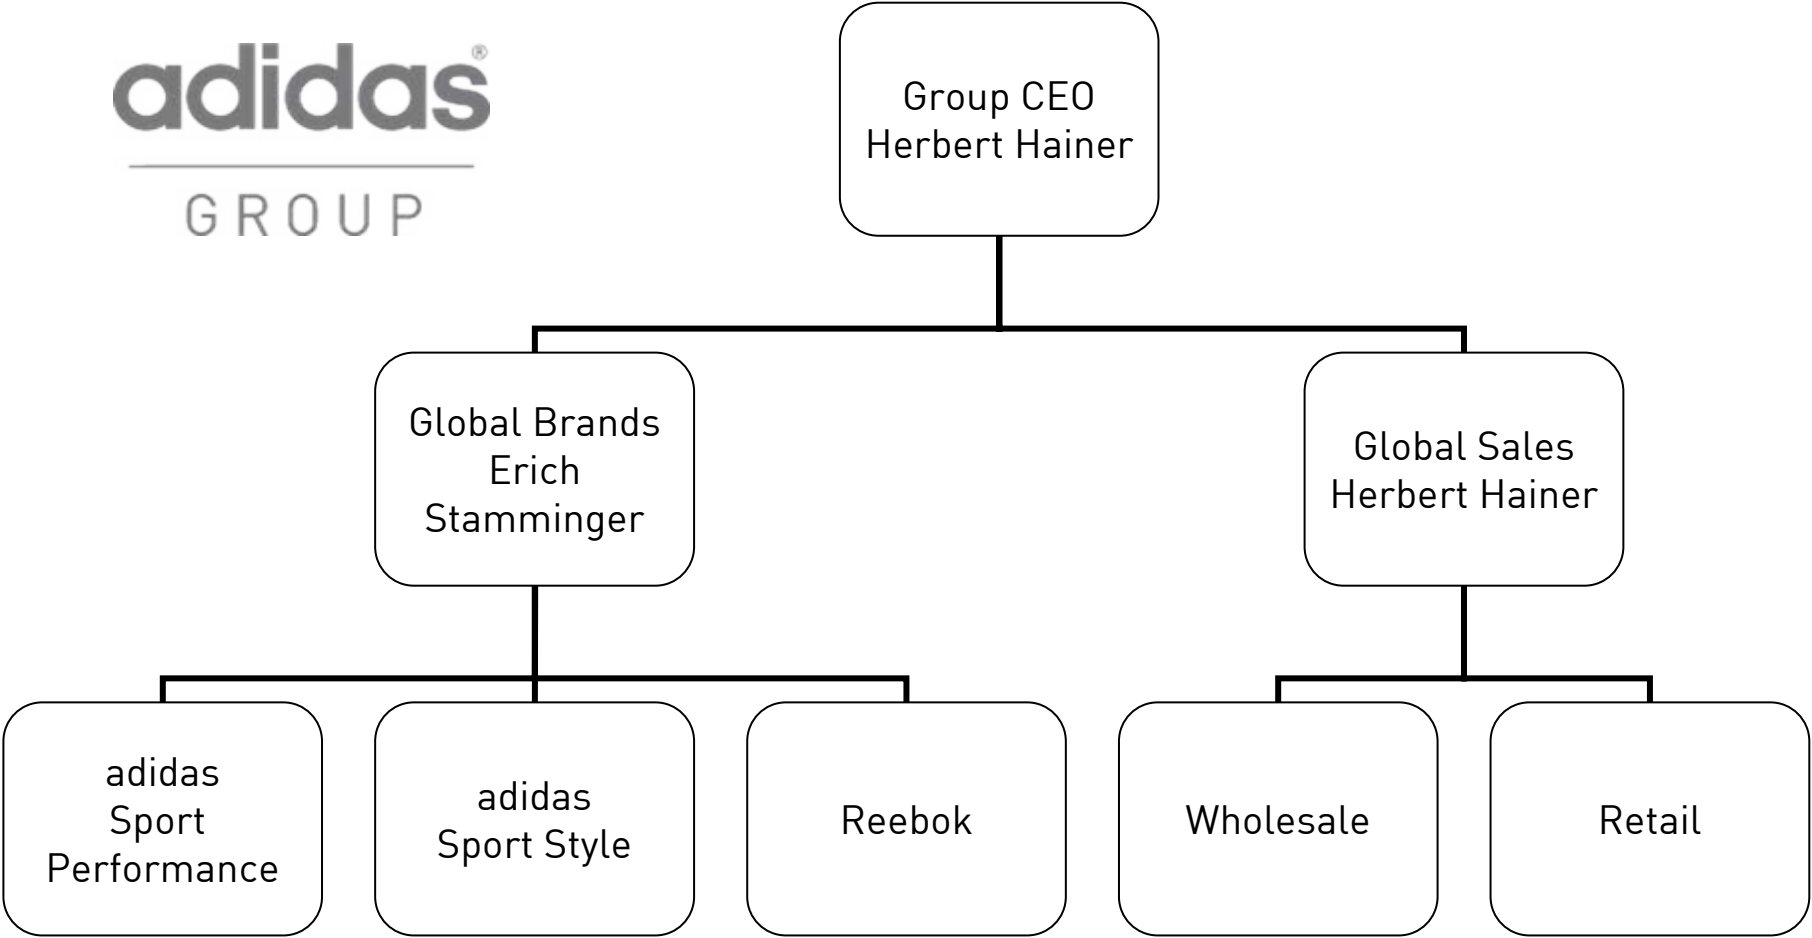 adidas®
GROUP
Group CEO
Herbert Hainer
Global Brands
Erich
Stamminger
Global Sales
Herbert Hainer
adidas
Sport
Performance
adidas
Sport Style
Reebok
Wholesale
Retail